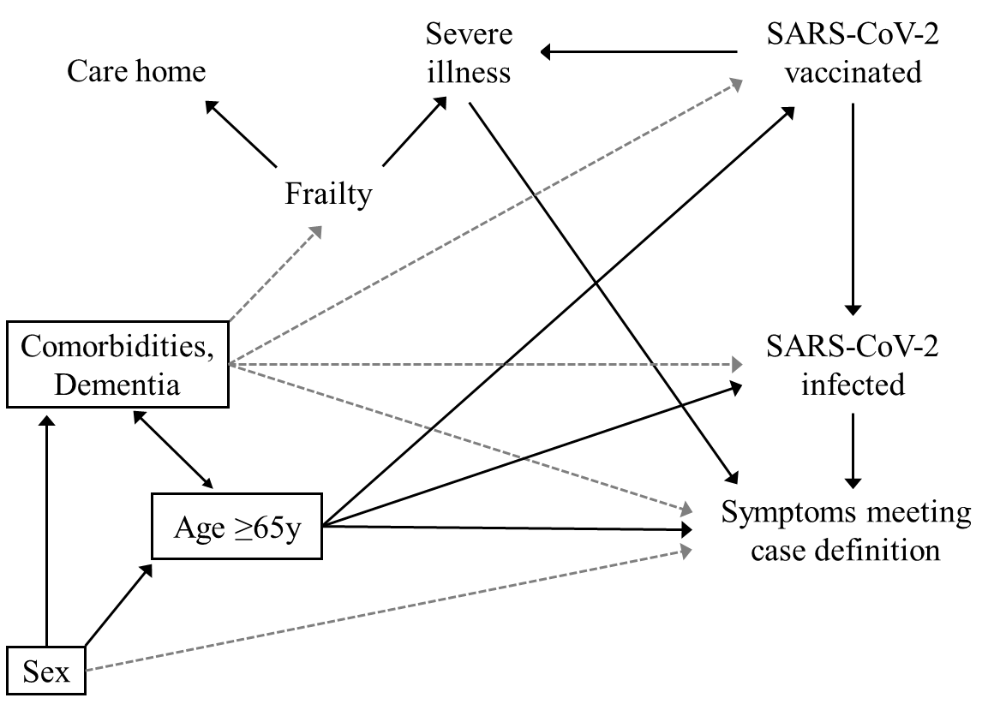 Severe
illness
SARS-CoV-2
vaccinated
Care home
Frailty
Comorbidities,
Dementia
SARS-CoV-2
infected
Age ≥65y
Symptoms meeting
case definition
Sex